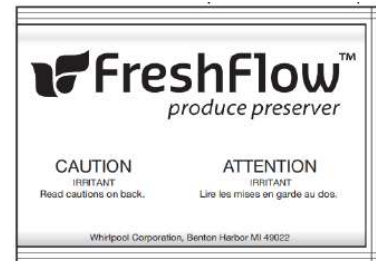 FreshFlow™
produce preserver
CAUTION
IRRITANT
Read cautions on back.
ATTENTION
IRRITANT
Lire les mises en garde au dos.
Whirlpool Corporation, Benton Harbor MI 49022